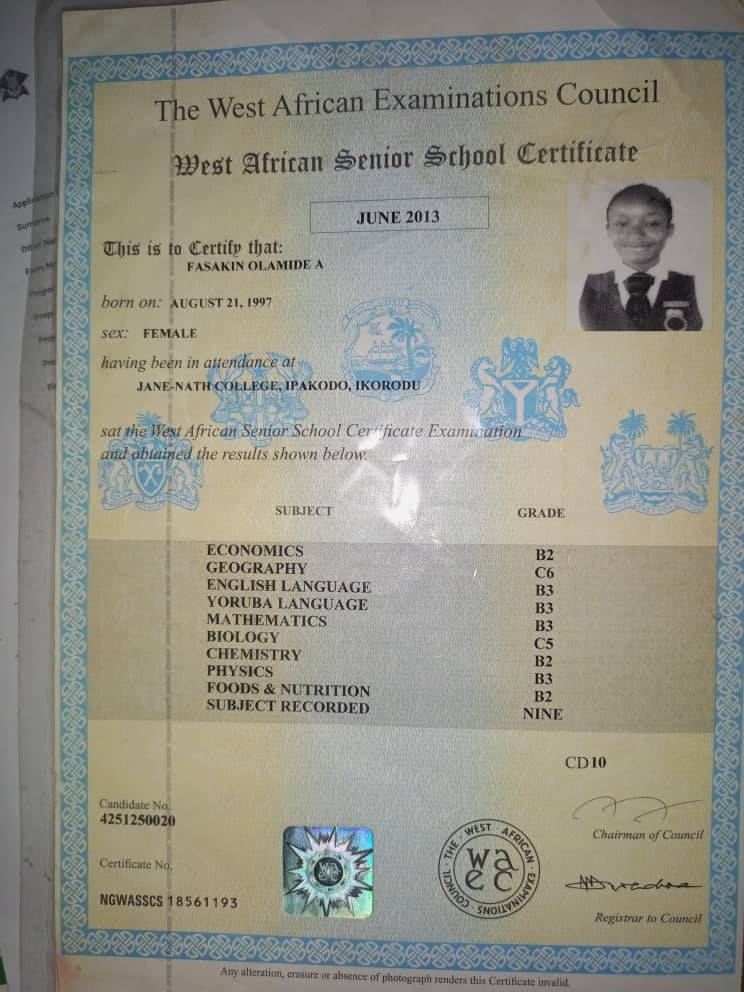 The West African Examinations Council
West African Senior School Certificate
JUNE 2013
This is to Certify that:
FASAKIN OLAMIDE A
born on: AUGUST 21, 1997
sex: FEMALE
having been in attendance at
JANE-NATH COLLEGE, IPAKODO, IKORODU
sat the West African Senior School Certificate Examination
and obtained the results shown below.
SUBJECT GRADE
ECONOMICS B2
GEOGRAPHY C6
ENGLISH LANGUAGE B3
YORUBA LANGUAGE B3
MATHEMATICS B3
BIOLOGY C5
CHEMISTRY B2
PHYSICS B3
FOODS & NUTRITION B2
SUBJECT RECORDED NINE
CD10
Candidate No.
4251250020
Chairman of Council
Certificate No.
NGWASSCS 18561193
THE WEST AFRICAN EXAMINATIONS COUNCIL
waec
Registrar to Council
Any alteration, erasure or absence of photograph renders this Certificate invalid.
Application
Surname